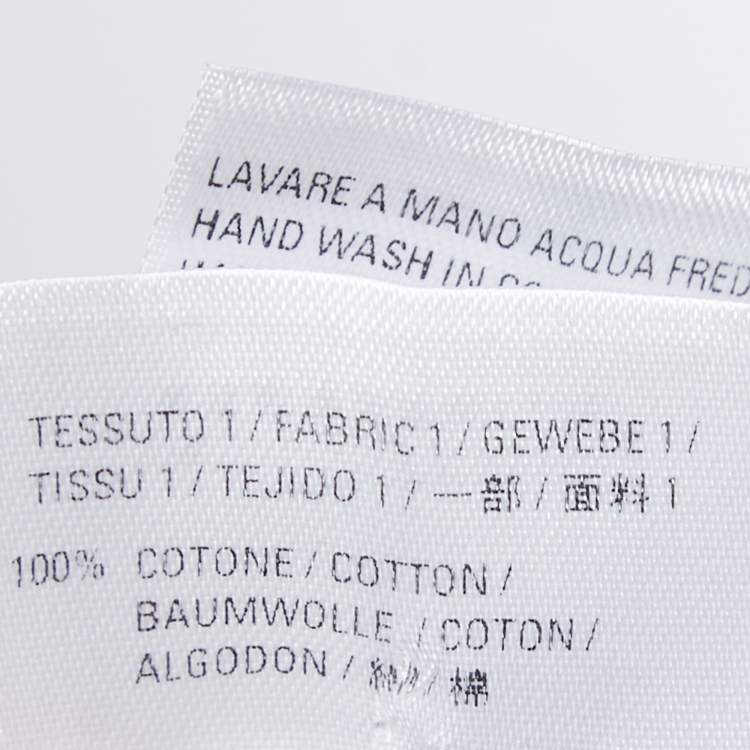 LAVARE A MANO ACQUA FRED
HAND WASH IN
TESSUTO 1 / FABRIC 1 / GEWEBE 1 /
TISSU 1 / TEJIDO 1 / 一部 / 面料 1
100% COTONE / COTTON /
BAUMWOLLE / COTON /
ALGODON / 綿 / 棉